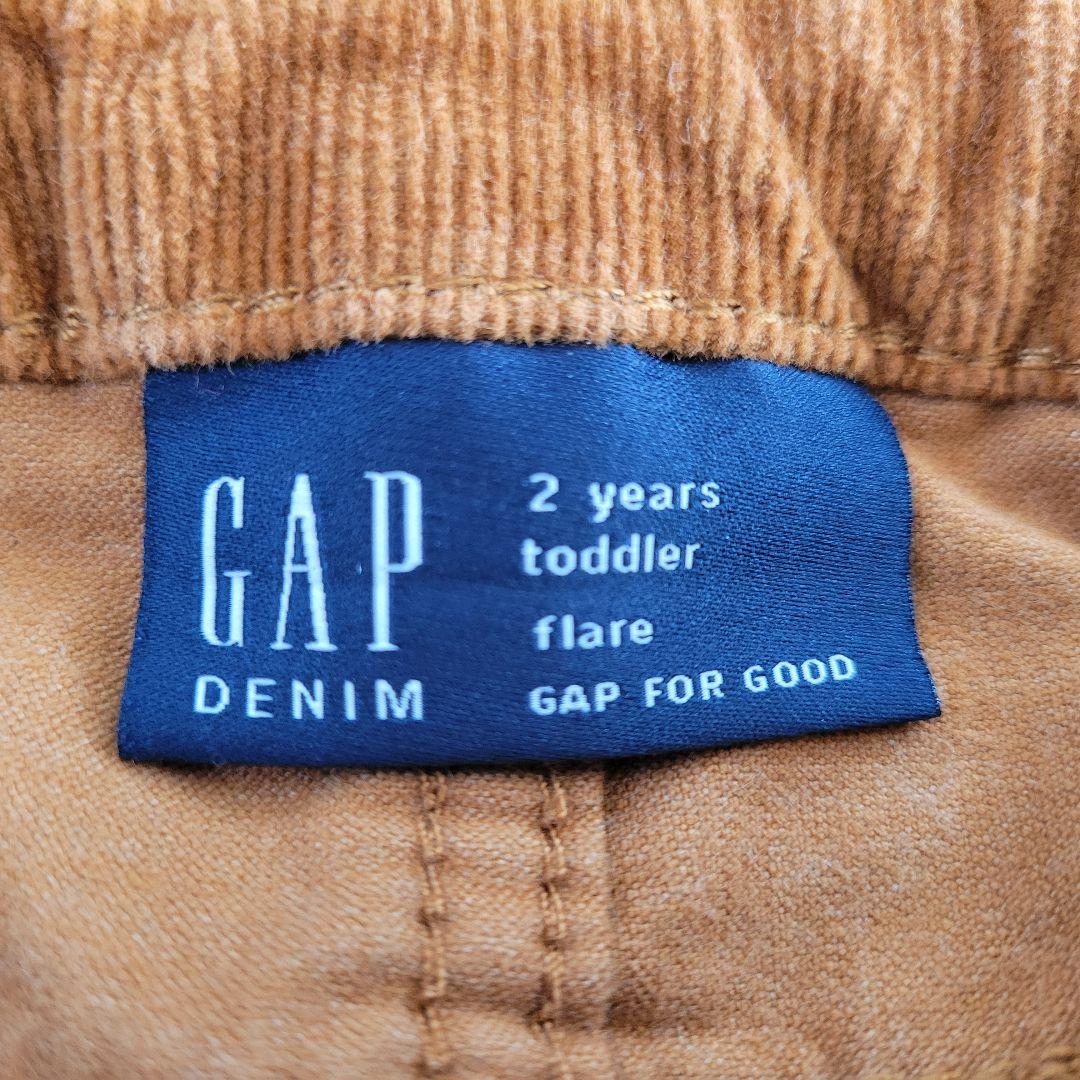 GAP
DENIM
2 years
toddler
flare
GAP FOR GOOD